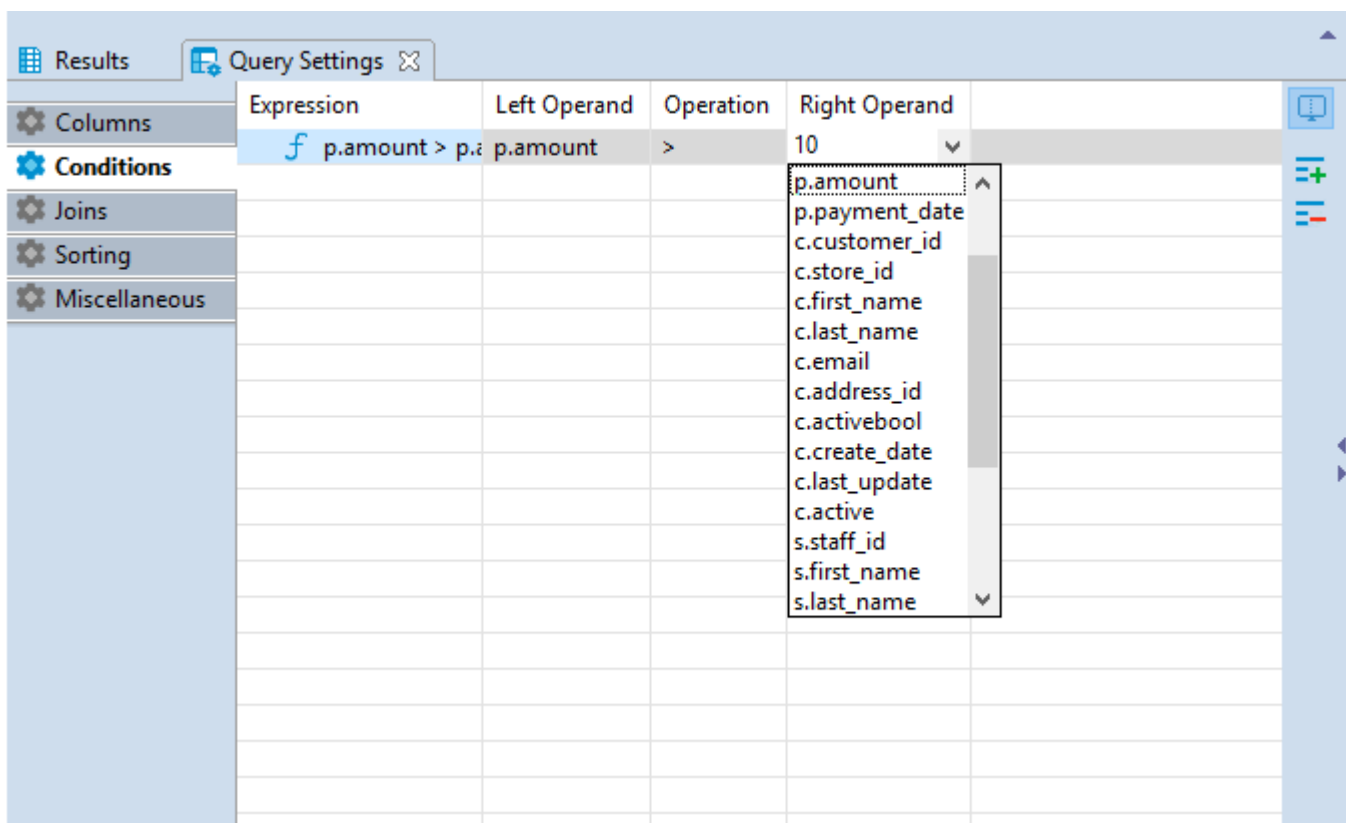 Results
Query Settings
Columns
Conditions
Joins
Sorting
Miscellaneous
Expression Left Operand Operation Right Operand
p.amount > p.a p.amount > 10
p.amount
p.payment_date
c.customer_id
c.store_id
c.first_name
c.last_name
c.email
c.address_id
c.activebool
c.create_date
c.last_update
c.active
s.staff_id
s.first_name
s.last_name